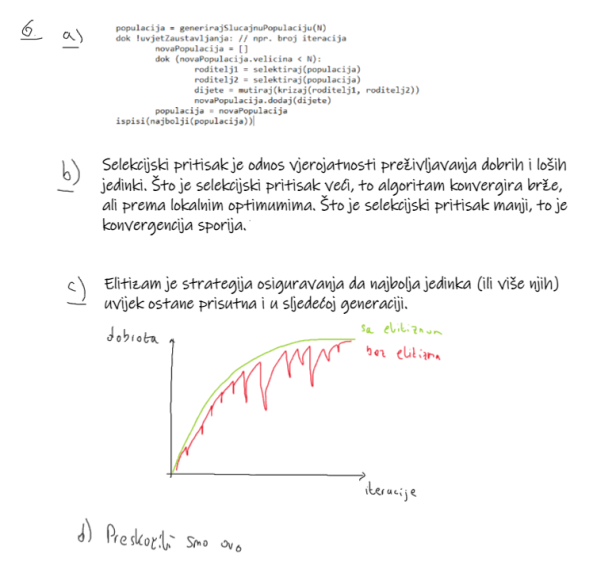 6 a)
populacija = generirajSlucajnuPopulaciju(N)
dok !uvjetZaustavljanja: // npr. broj iteracija
novaPopulacija = []
dok (novaPopulacija.velicina < N):
roditelj1 = selektiraj(populacija)
roditelj2 = selektiraj(populacija)
dijete = mutiraj(krizaj(roditelj1, roditelj2))
novaPopulacija.dodaj(dijete)
populacija = novaPopulacija
ispisi(najbolji(populacija))
b) Selekcijski pritisak je odnos vjerojatnosti preživljavanja dobrih i loših
jedinki. Što je selekcijski pritisak veći, to algoritam konvergira brže,
ali prema lokalnim optimumima. Što je selekcijski pritisak manji, to je
konvergencija sporija.
c) Elitizam je strategija osiguravanja da najbolja jedinka (ili više njih)
uvijek ostane prisutna i u sljedećoj generaciji.
dobrota
sa elitizmom
bez elitizma
iteracije
d) Preskočili smo ovo